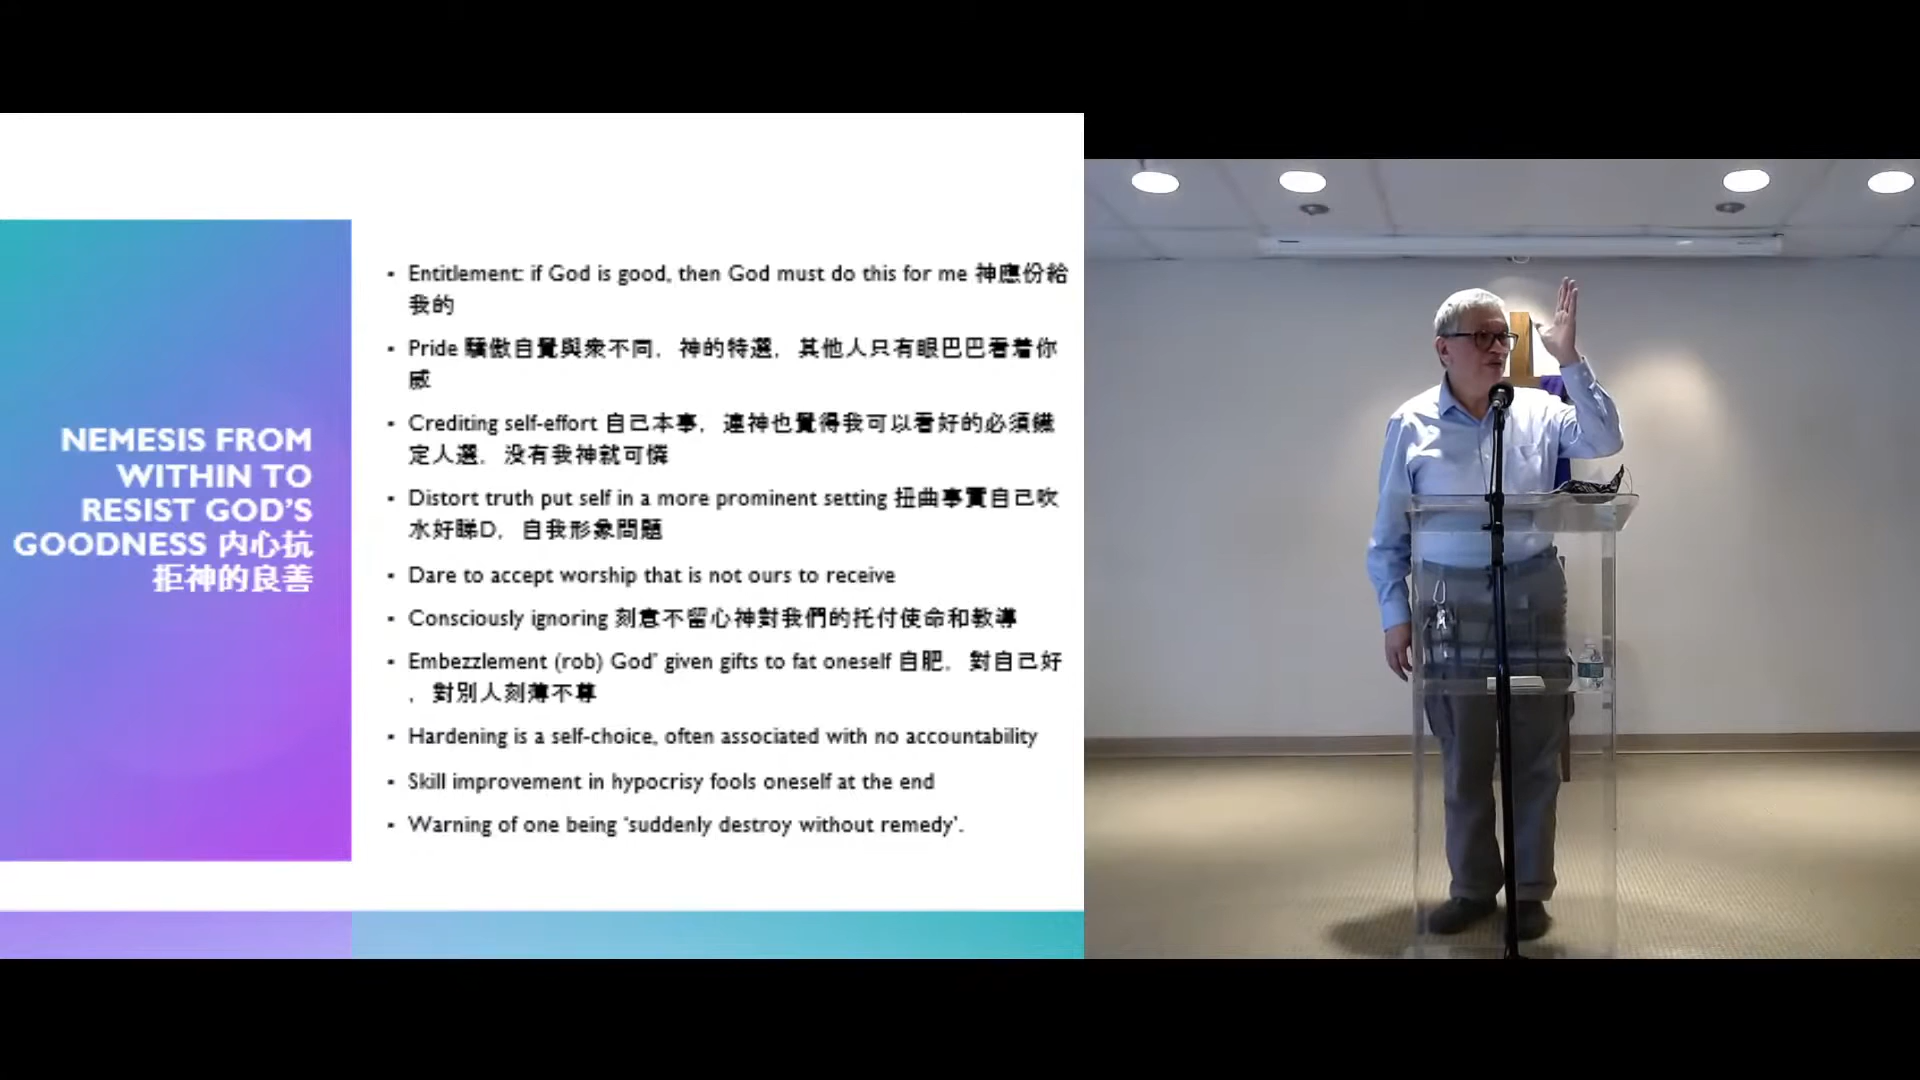 NEMESIS FROM
WITHIN TO
RESIST GOD'S
GOODNESS 内心抗
拒神的良善
• Entitlement: if God is good, then God must do this for me 神應份給
我的
• Pride 驕傲自覺與衆不同，神的特選，其他人只有眼巴巴看着你
威
• Crediting self-effort 自己本事，連神也覺得我可以看好的必須鐵
定人選，没有我神就可憐
• Distort truth put self in a more prominent setting 扭曲事實自己吹
水好睇D，自我形象問題
• Dare to accept worship that is not ours to receive
• Consciously ignoring 刻意不留心神對我們的托付使命和教導
• Embezzlement (rob) God' given gifts to fat oneself 自肥，對自己好
，對別人刻薄不尊
• Hardening is a self-choice, often associated with no accountability
• Skill improvement in hypocrisy fools oneself at the end
• Warning of one being 'suddenly destroy without remedy'.